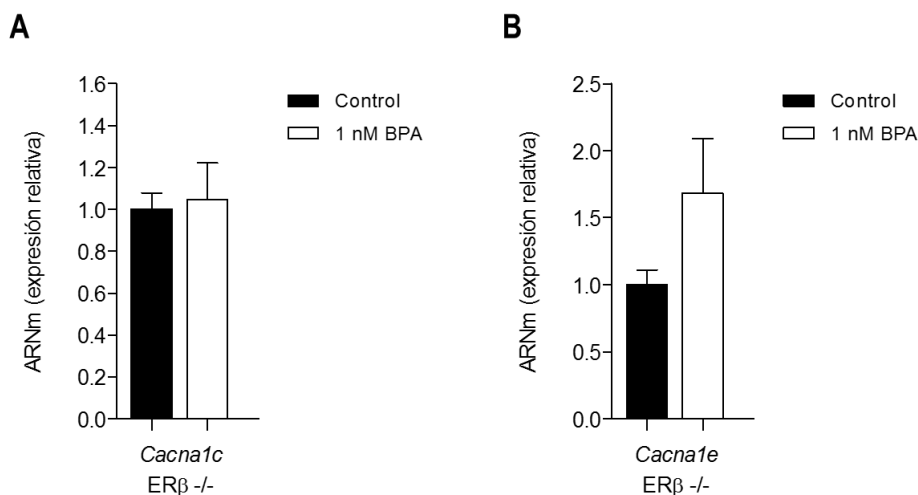 A
ARNm (expresión relativa)
1.6
1.4
1.2
1.0
0.8
0.6
0.4
0.2
0.0
Control
1 nM BPA
Cacna1c
ERβ -/-
B
ARNm (expresión relativa)
2.5
2.0
1.5
1.0
0.5
0.0
Control
1 nM BPA
Cacna1e
ERβ -/-